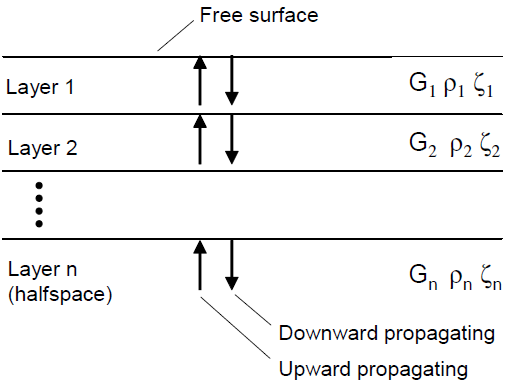 Free surface
Layer 1
G₁ ρ₁ ζ₁
Layer 2
G₂ ρ₂ ζ₂
Layer n
(halfspace)
Gₙ ρₙ ζₙ
Downward propagating
Upward propagating